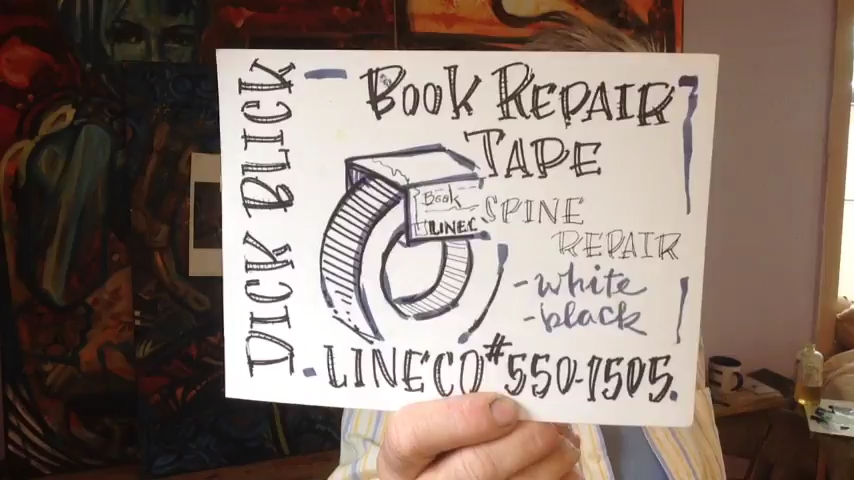 DICK BLICK
BOOK REPAIR
TAPE
Book
LINEC
SPINE
REPAIR
-white
-black
LINECO #550-1505.